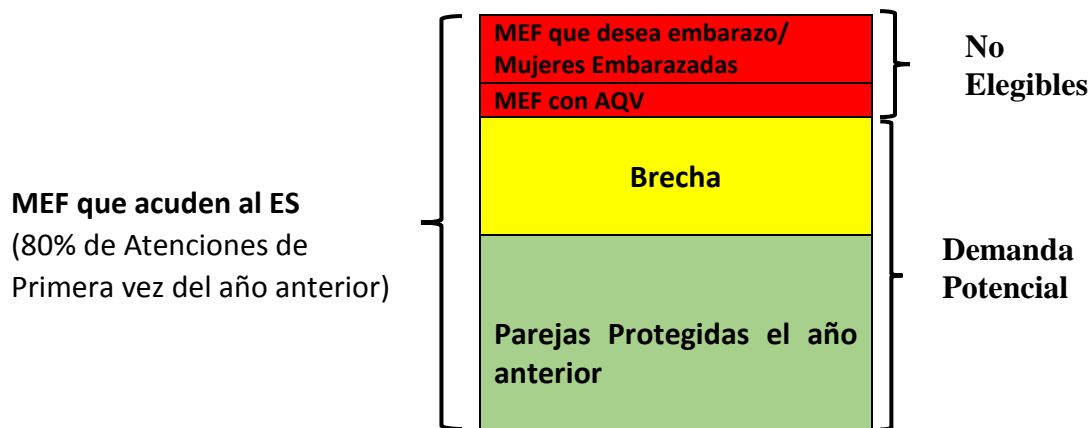 MEF que acuden al ES
(80% de Atenciones de
Primera vez del año anterior)
MEF que desea embarazo/
Mujeres Embarazadas
MEF con AQV
Brecha
Parejas Protegidas el año
anterior
No
Elegibles
Demanda
Potencial